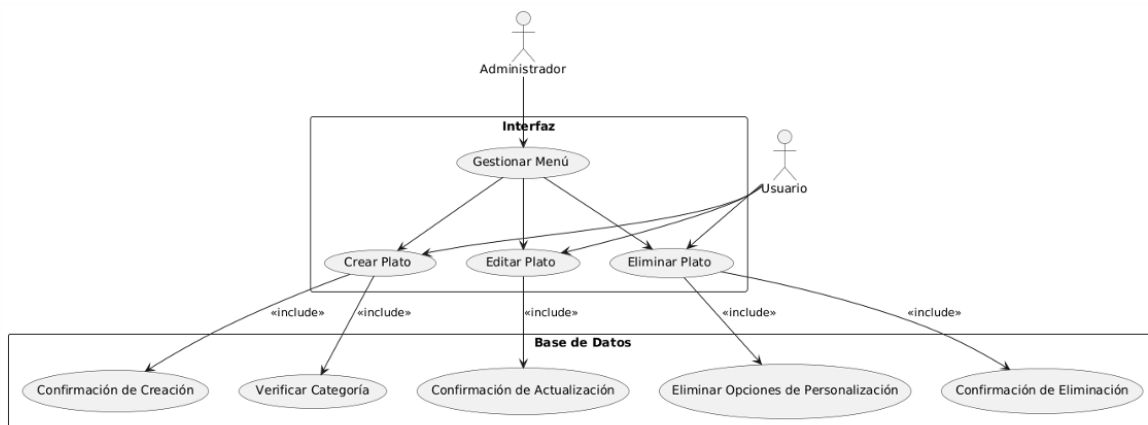 Administrador
Interfaz
Gestionar Menú
Usuario
Crear Plato
Editar Plato
Eliminar Plato
«include»
«include»
«include»
«include»
«include»
Base de Datos
Confirmación de Creación
Verificar Categoría
Confirmación de Actualización
Eliminar Opciones de Personalización
Confirmación de Eliminación